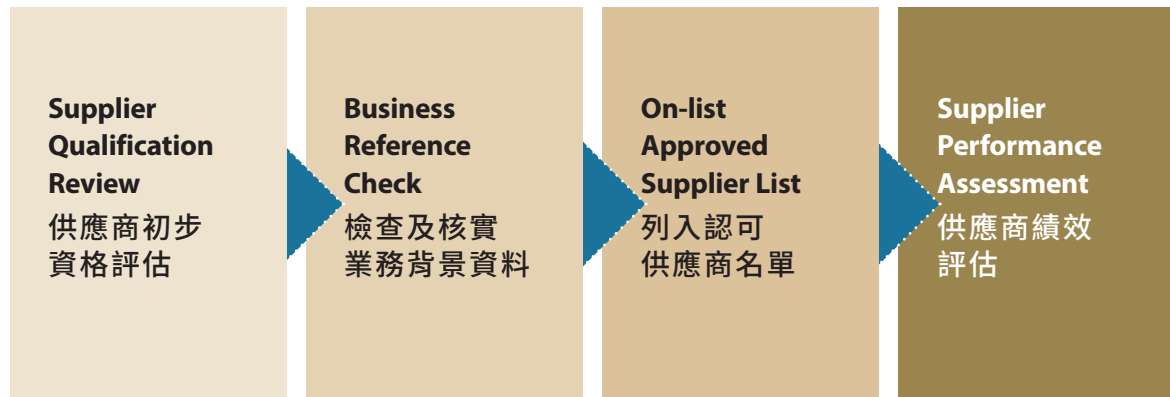 Supplier
Qualification
Review
供應商初步
資格評估
Business
Reference
Check
檢查及核實
業務背景資料
On-list
Approved
Supplier List
列入認可
供應商名單
Supplier
Performance
Assessment
供應商績效
評估